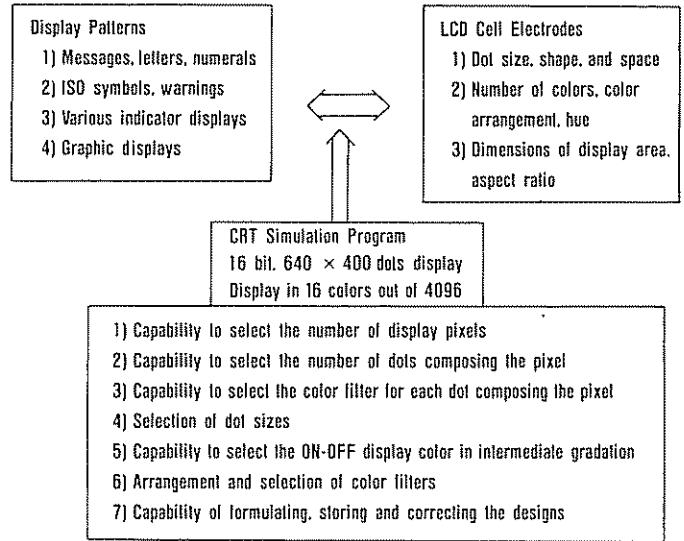 Display Patterns
1) Messages, letters, numerals
2) ISO symbols, warnings
3) Various indicator displays
4) Graphic displays
LCD Cell Electrodes
1) Dot size, shape, and space
2) Number of colors, color
arrangement, hue
3) Dimensions of display area,
aspect ratio
CRT Simulation Program
16 bit, 640 × 400 dots display
Display in 16 colors out of 4096
1) Capability to select the number of display pixels
2) Capability to select the number of dots composing the pixel
3) Capability to select the color filter for each dot composing the pixel
4) Selection of dot sizes
5) Capability to select the ON-OFF display color in intermediate gradation
6) Arrangement and selection of color filters
7) Capability of formulating, storing and correcting the designs